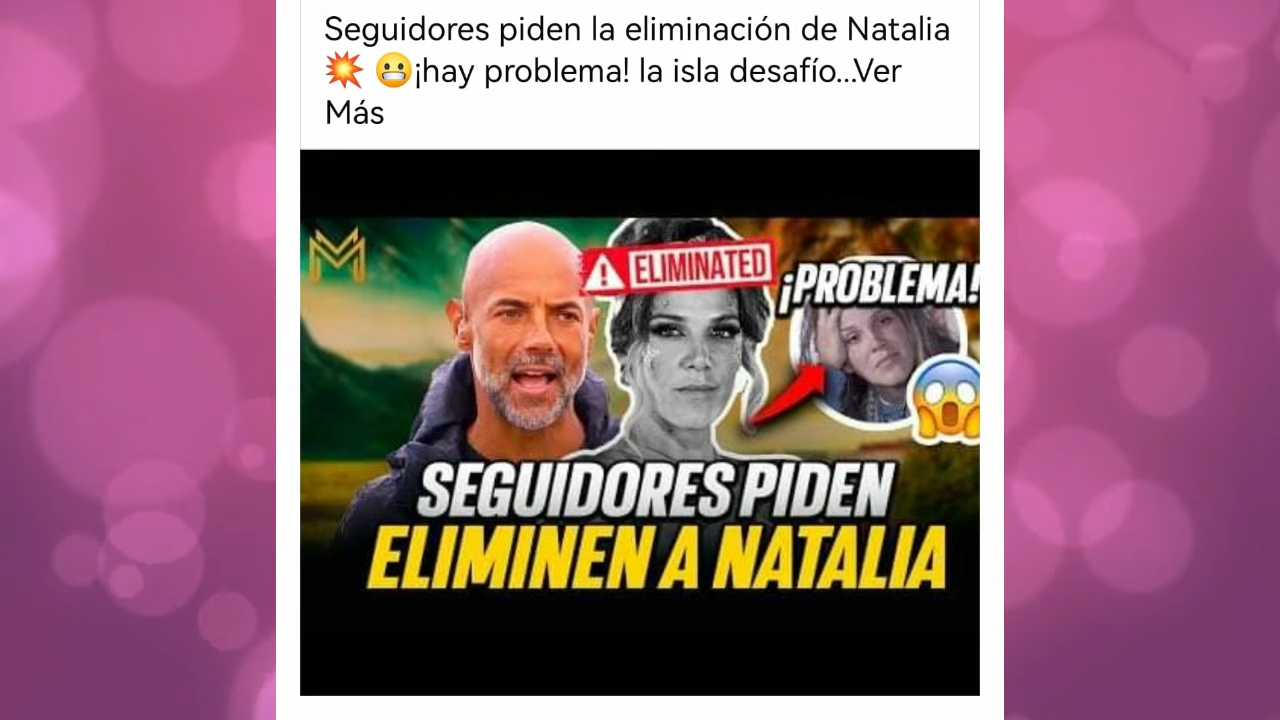 Seguidores piden la eliminación de Natalia
💥 😬¡hay problema! la isla desafío...Ver
Más
ELIMINATED
¡PROBLEMA!
SEGUIDORES PIDEN
ELIMINEN A NATALIA